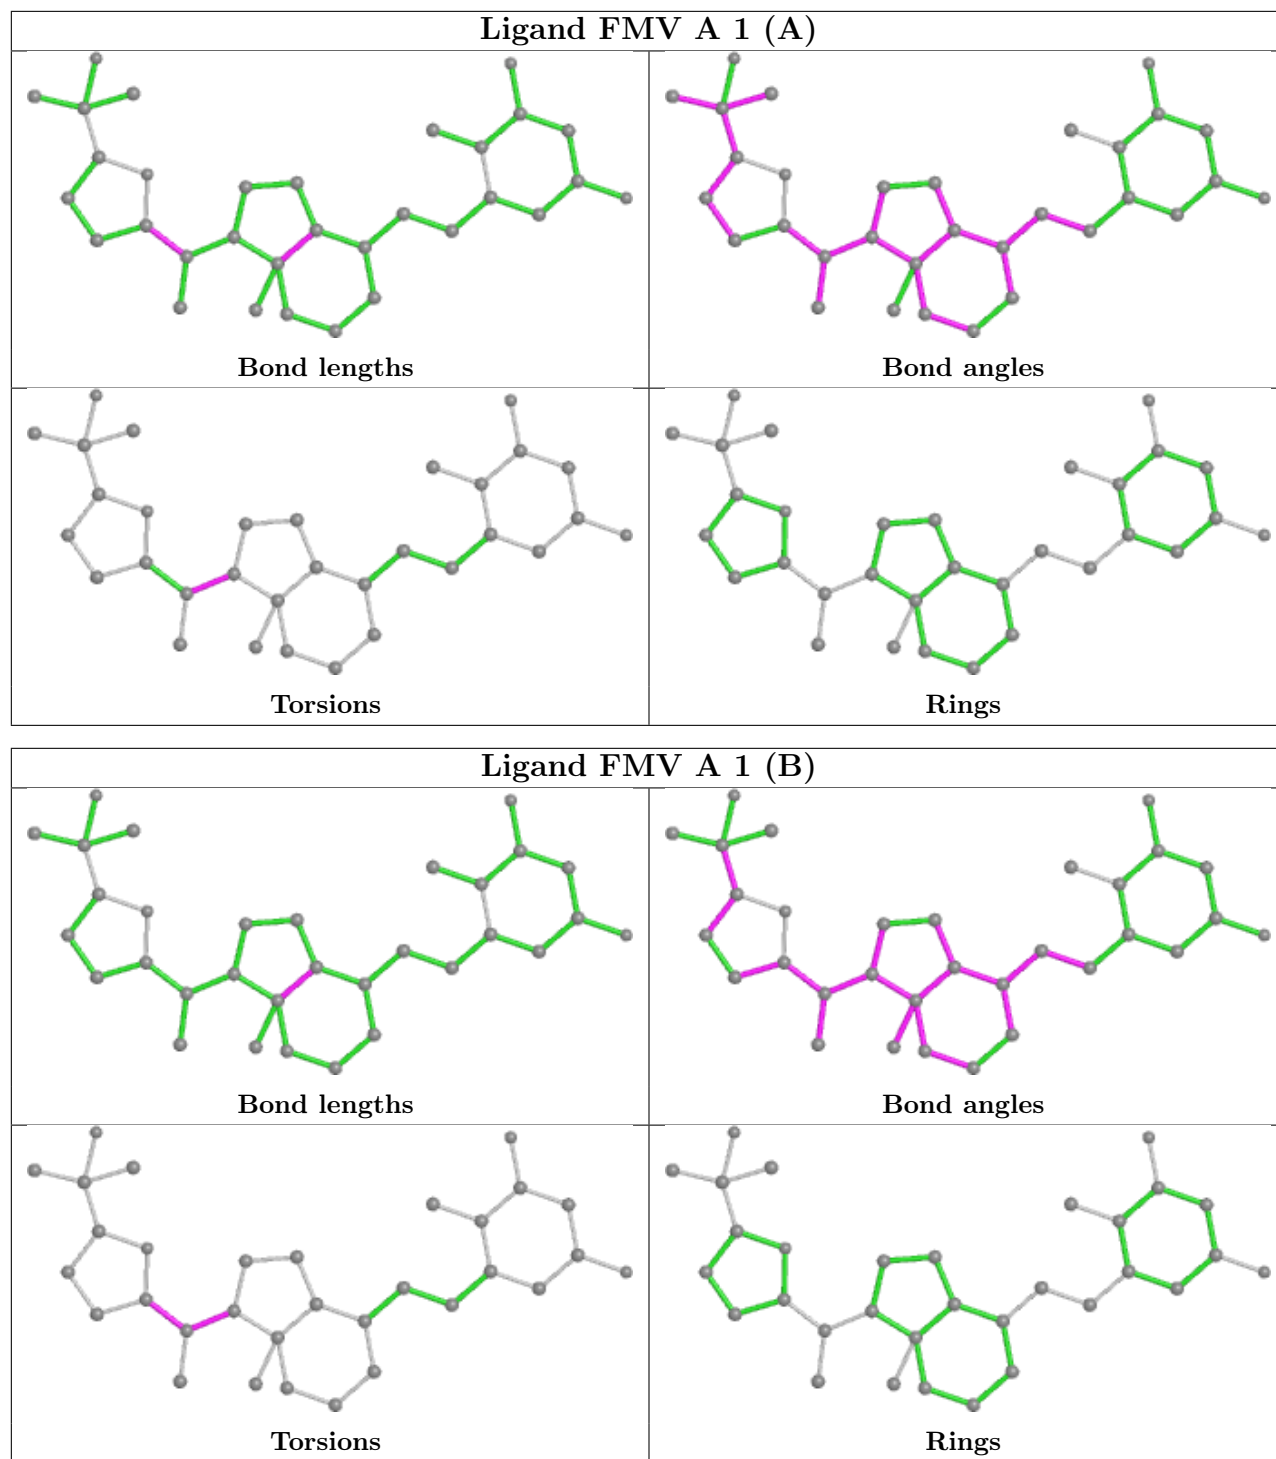 Ligand FMV A 1 (A)
Bond lengths
Bond angles
Torsions
Rings
Ligand FMV A 1 (B)
Bond lengths
Bond angles
Torsions
Rings